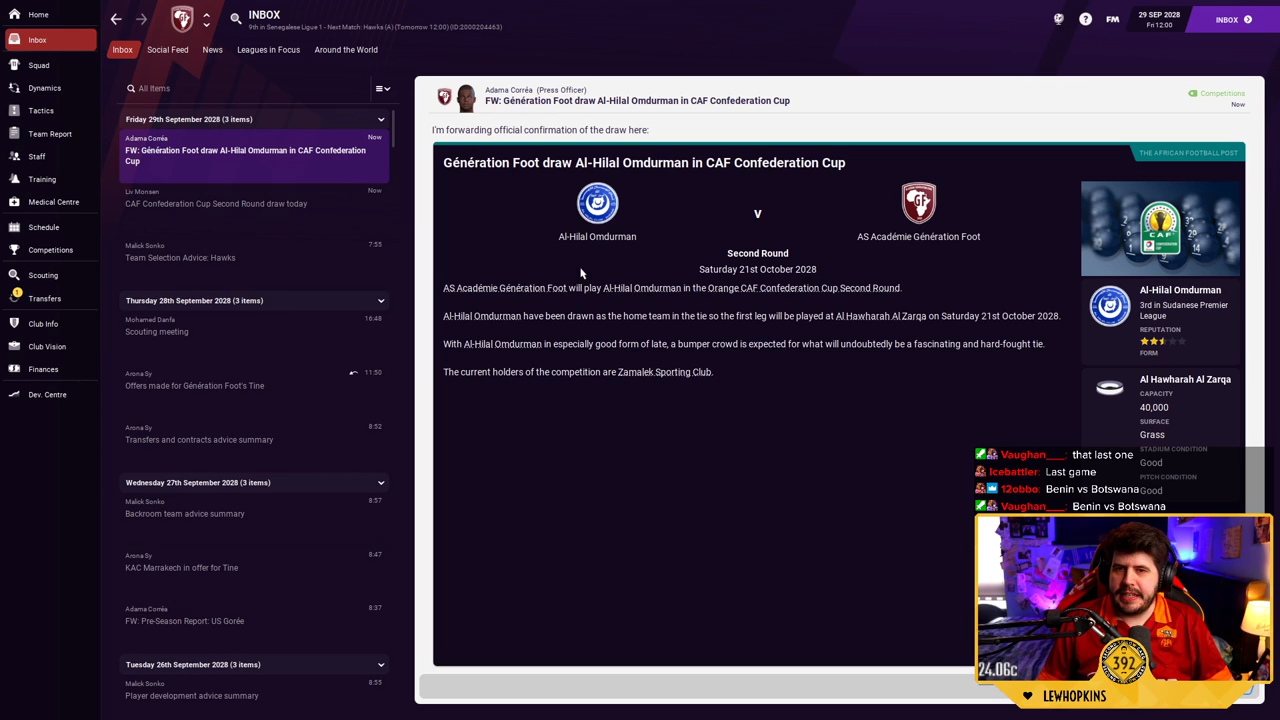 Home
Inbox
Squad
Dynamics
Tactics
Team Report
Staff
Training
Medical Centre
Schedule
Competitions
Scouting
1
Transfers
Club Info
Club Vision
Finances
Dev. Centre
INBOX
9th in Senegalese Ligue 1 - Next Match: Hawks (A) (Tomorrow 12:00) (ID:2000204463)
FM
29 SEP 2028
Fri 12:00
INBOX
Inbox Social Feed News Leagues in Focus Around the World
All Items
Friday 29th September 2028 (3 items)
Adama Corréa Now
FW: Génération Foot draw Al-Hilal Omdurman in CAF Confederation
Cup
Liv Monsen Now
CAF Confederation Cup Second Round draw today
Malick Sonko 7:55
Team Selection Advice: Hawks
Thursday 28th September 2028 (3 items)
Mohamed Danfa 16:48
Scouting meeting
Arona Sy 11:50
Offers made for Génération Foot's Tine
Arona Sy 8:52
Transfers and contracts advice summary
Wednesday 27th September 2028 (3 items)
Malick Sonko 8:57
Backroom team advice summary
Arona Sy 8:47
KAC Marrakech in offer for Tine
Adama Corréa 8:37
FW: Pre-Season Report: US Gorée
Tuesday 26th September 2028 (3 items)
Malick Sonko 8:55
Player development advice summary
Adama Corréa (Press Officer)
FW: Génération Foot draw Al-Hilal Omdurman in CAF Confederation Cup
Competitions
Now
I'm forwarding official confirmation of the draw here:
Génération Foot draw Al-Hilal Omdurman in CAF Confederation Cup
THE AFRICAN FOOTBALL POST
v
Al-Hilal Omdurman
AS Académie Génération Foot
Second Round
Saturday 21st October 2028
AS Académie Génération Foot will play Al-Hilal Omdurman in the Orange CAF Confederation Cup Second Round.
Al-Hilal Omdurman have been drawn as the home team in the tie so the first leg will be played at Al Hawharah Al Zarqa on Saturday 21st October 2028.
With Al-Hilal Omdurman in especially good form of late, a bumper crowd is expected for what will undoubtedly be a fascinating and hard-fought tie.
The current holders of the competition are Zamalek Sporting Club.
CAF
Al-Hilal Omdurman
3rd in Sudanese Premier
League
REPUTATION
FORM
Al Hawharah Al Zarqa
CAPACITY
40,000
SURFACE
Grass
STADIUM CONDITION
Good
PITCH CONDITION
Good
Vaughan___: that last one
Icebattler: Last game
12obbo: Benin vs Botswana
Vaughan___: Benin vs Botswana
24.06c
392
LEWHOPKINS